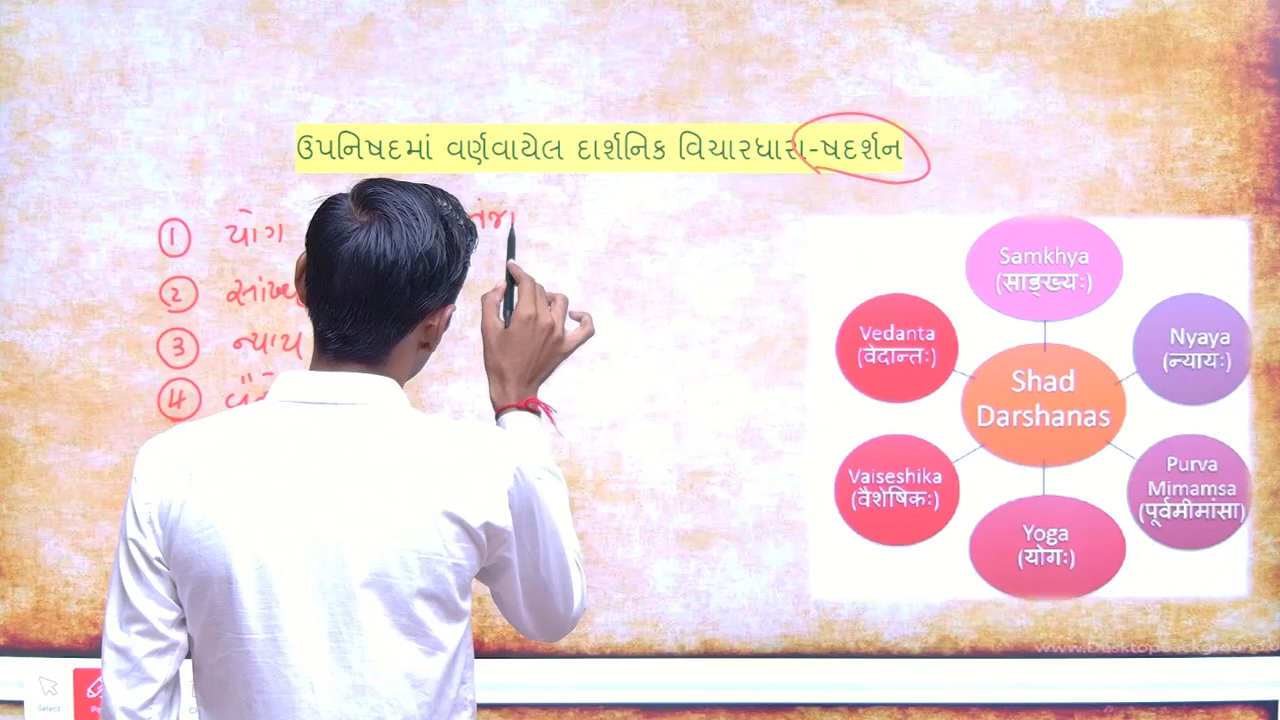 ઉપનિષદમાં વર્ણવાયેલ દાર્શનિક વિચારધારા-ષદર્શન
1 યોગ
2 સાંખ્ય
3 ન્યાય
4
Samkhya
(साङ्ख्यः)
Vedanta
(वेदान्तः)
Nyaya
(न्यायः)
Shad
Darshanas
Vaiseshika
(वैशेषिकः)
Purva
Mimamsa
(पूर्वमीमांसा)
Yoga
(योगः)
Select